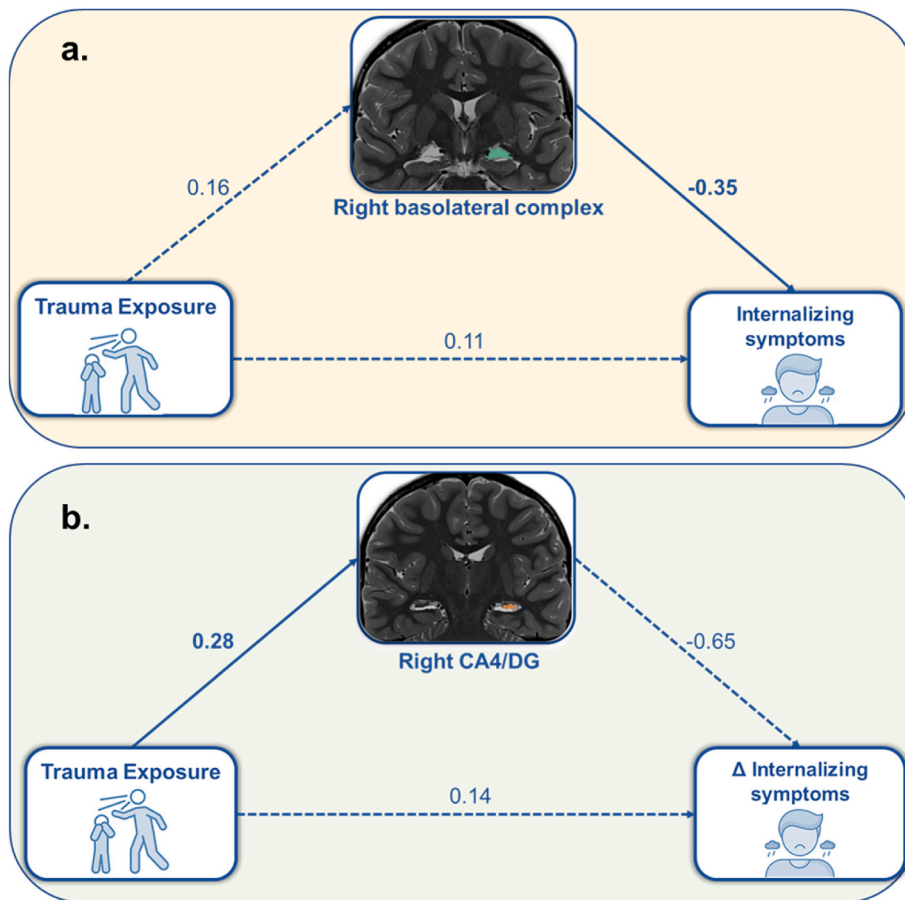 a.
0.16
Right basolateral complex
-0.35
Trauma Exposure
0.11
Internalizing
symptoms
b.
0.28
Right CA4/DG
-0.65
Trauma Exposure
0.14
Δ Internalizing
symptoms